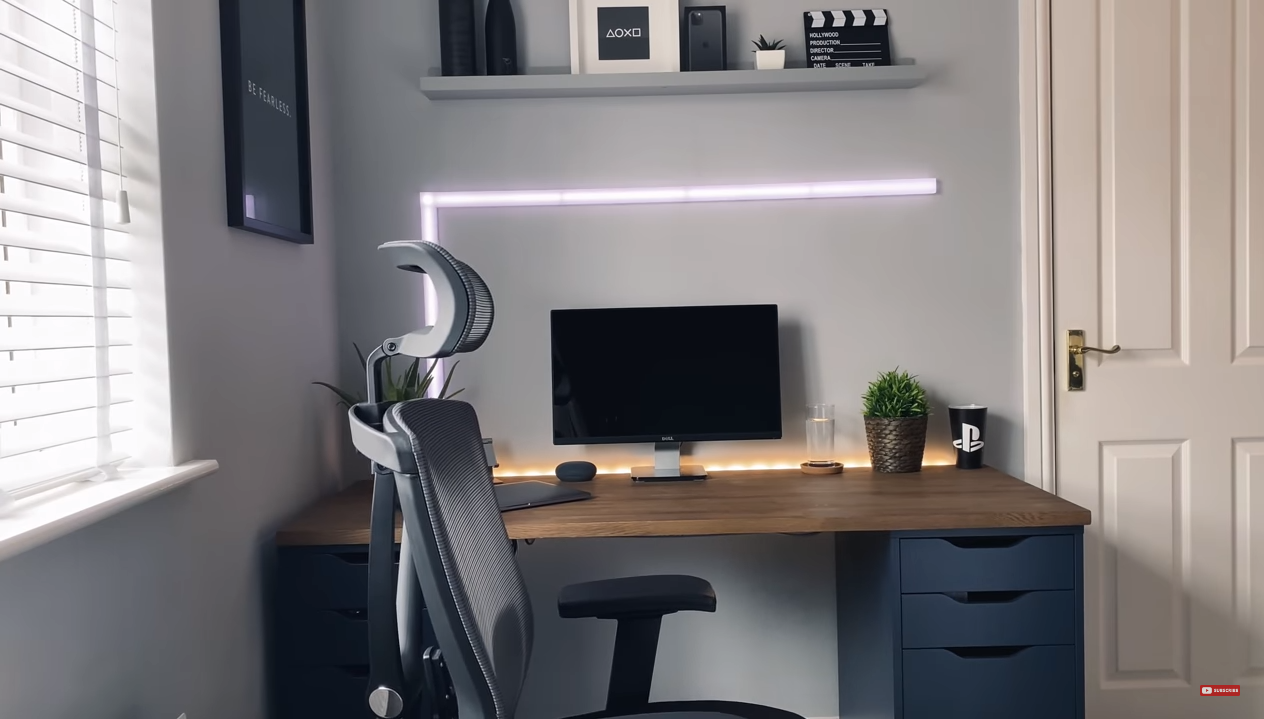 BE FEARLESS.
HOLLYWOOD
PRODUCTION
DIRECTOR
CAMERA
DATE SCENE TAKE
DELL
SUBSCRIBE